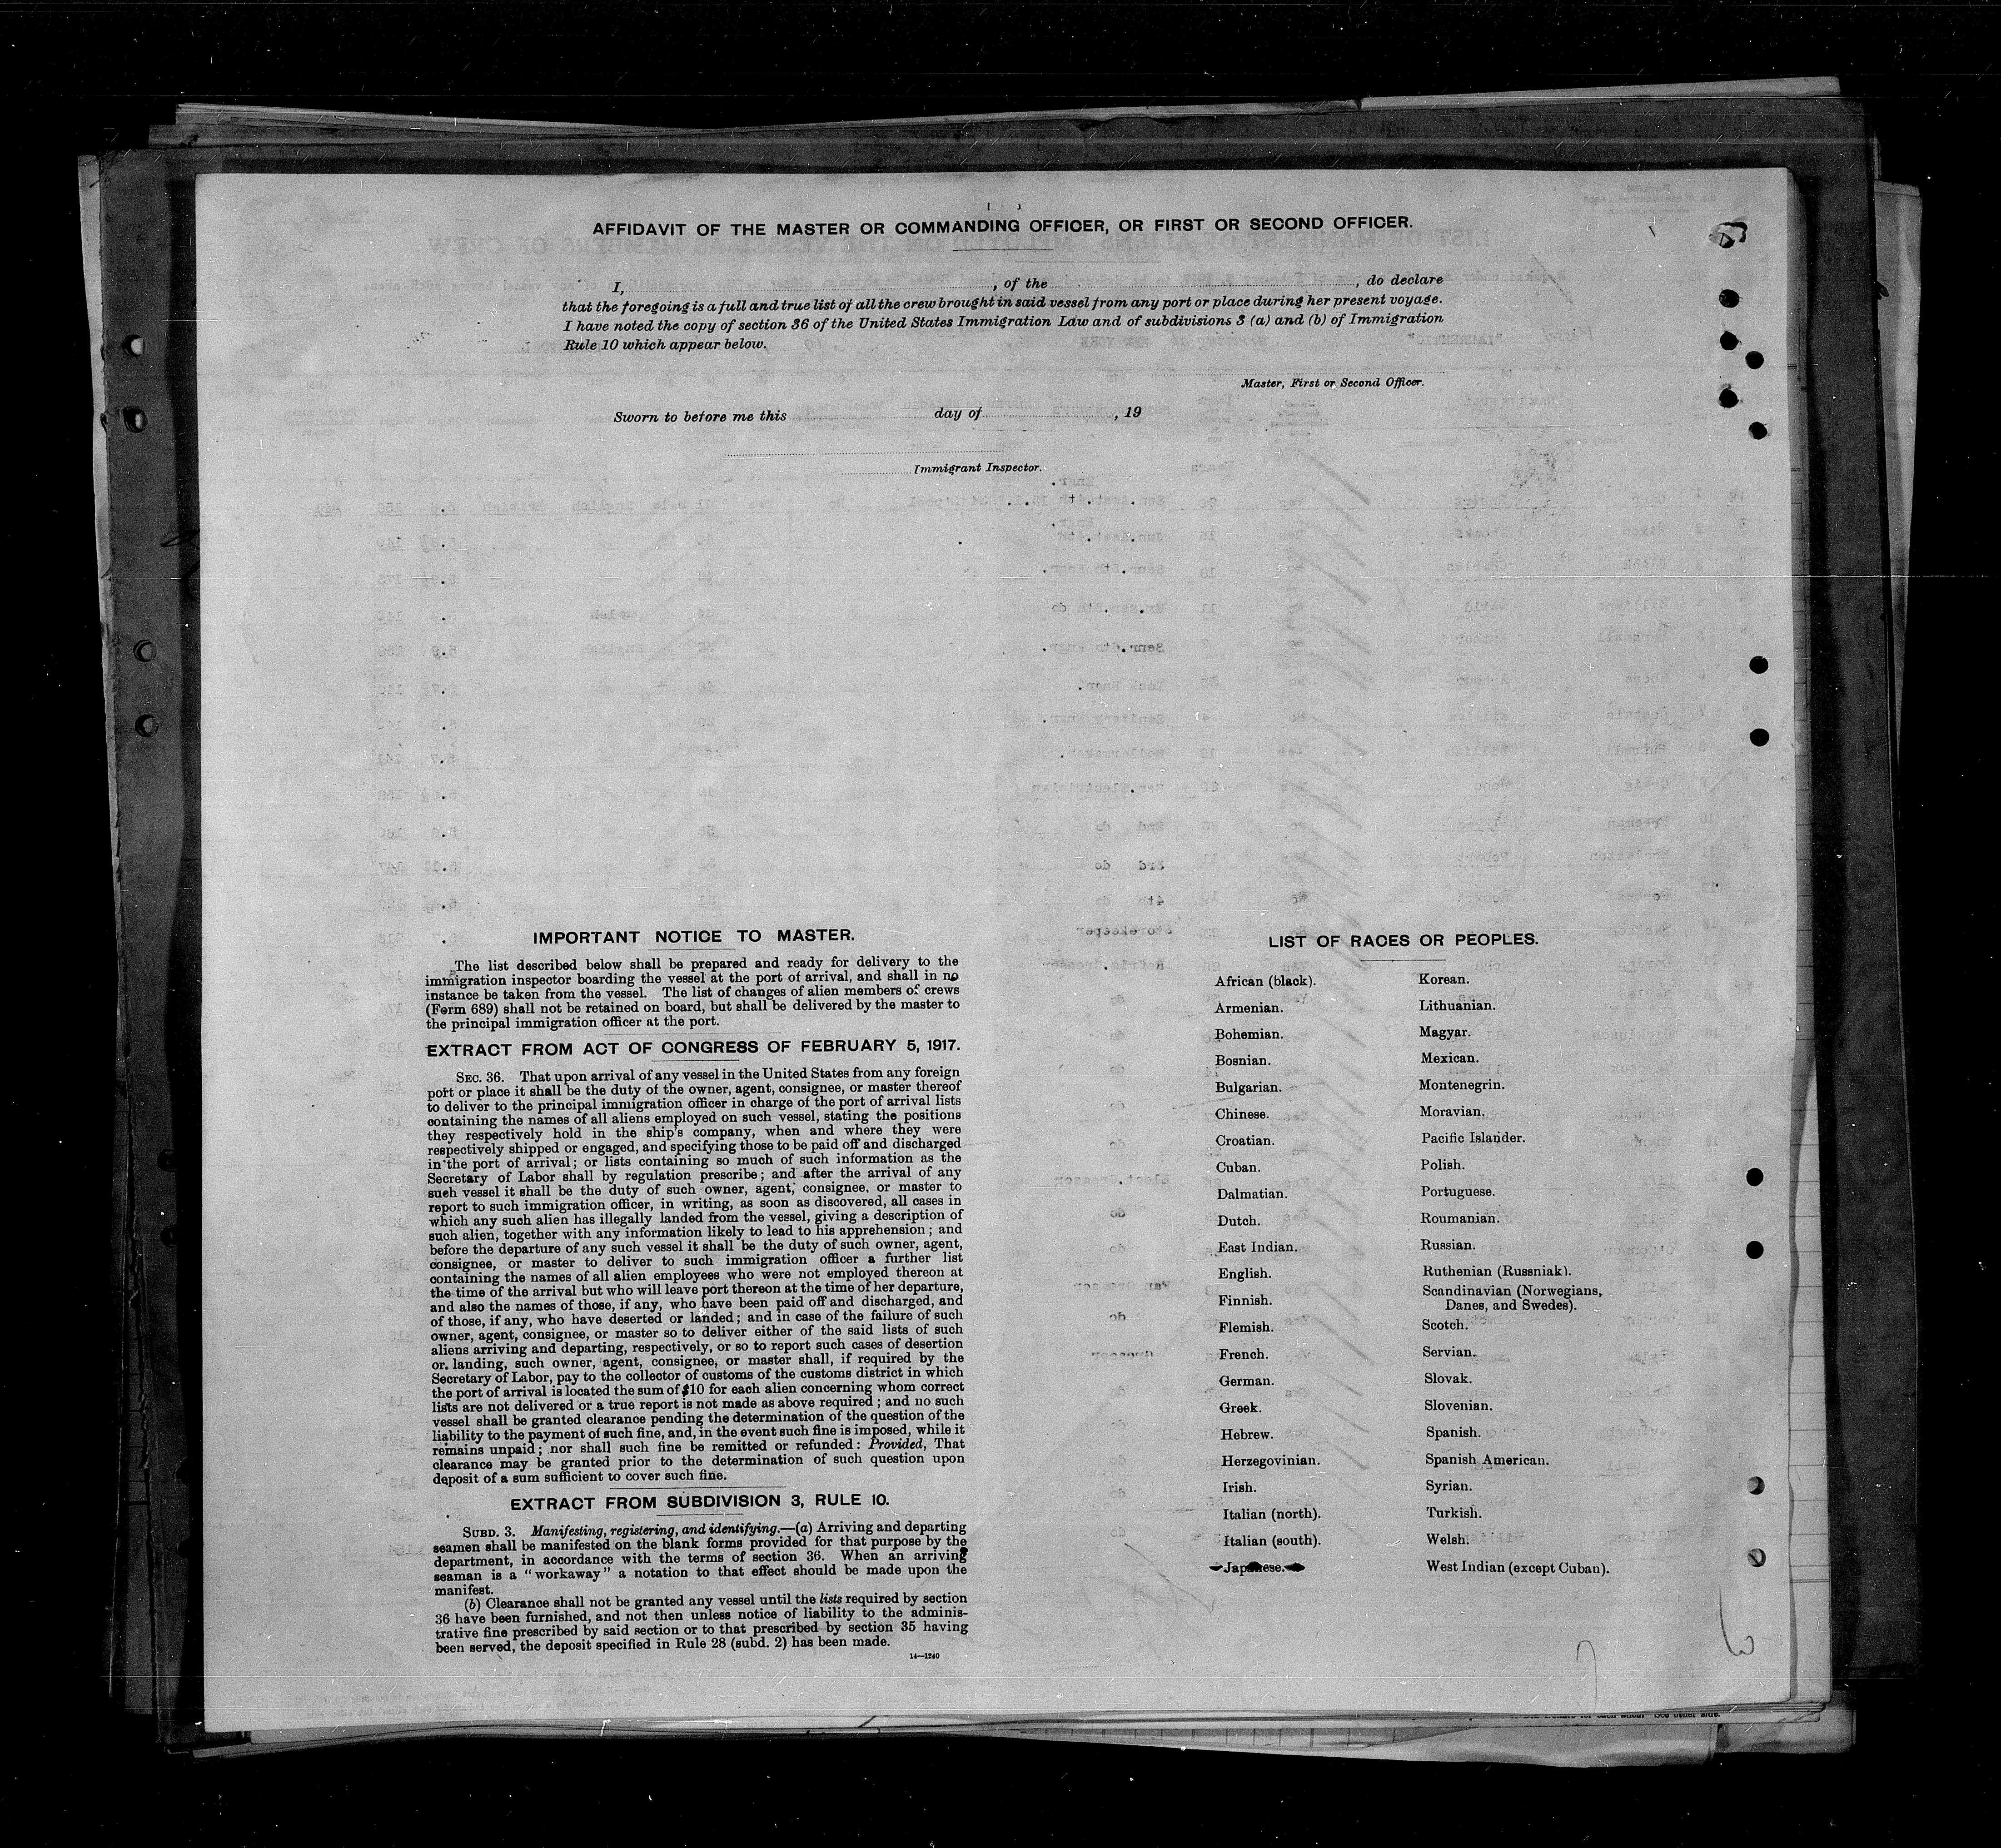 AFFIDAVIT OF THE MASTER OR COMMANDING OFFICER, OR FIRST OR SECOND OFFICER.
I, , of the , do declare
that the foregoing is a full and true list of all the crew brought in said vessel from any port or place during her present voyage.
I have noted the copy of section 36 of the United States Immigration Law and of subdivisions 3 (a) and (b) of Immigration
Rule 10 which appear below.
Master, First or Second Officer.
Sworn to before me this day of , 19
Immigrant Inspector.
IMPORTANT NOTICE TO MASTER.
The list described below shall be prepared and ready for delivery to the
immigration inspector boarding the vessel at the port of arrival, and shall in no
instance be taken from the vessel. The list of changes of alien members of crews
(Form 689) shall not be retained on board, but shall be delivered by the master to
the principal immigration officer at the port.
EXTRACT FROM ACT OF CONGRESS OF FEBRUARY 5, 1917.
SEC. 36. That upon arrival of any vessel in the United States from any foreign
port or place it shall be the duty of the owner, agent, consignee, or master thereof
to deliver to the principal immigration officer in charge of the port of arrival lists
containing the names of all aliens employed on such vessel, stating the positions
they respectively hold in the ship's company, when and where they were
respectively shipped or engaged, and specifying those to be paid off and discharged
in the port of arrival; or lists containing so much of such information as the
Secretary of Labor shall by regulation prescribe; and after the arrival of any
such vessel it shall be the duty of such owner, agent, consignee, or master to
report to such immigration officer, in writing, as soon as discovered, all cases in
which any such alien has illegally landed from the vessel, giving a description of
such alien, together with any information likely to lead to his apprehension; and
before the departure of any such vessel it shall be the duty of such owner, agent,
consignee, or master to deliver to such immigration officer a further list
containing the names of all alien employees who were not employed thereon at
the time of the arrival but who will leave port thereon at the time of her departure,
and also the names of those, if any, who have been paid off and discharged, and
of those, if any, who have deserted or landed; and in case of the failure of such
owner, agent, consignee, or master so to deliver either of the said lists of such
aliens arriving and departing, respectively, or so to report such cases of desertion
or landing, such owner, agent, consignee, or master shall, if required by the
Secretary of Labor, pay to the collector of customs of the customs district in which
the port of arrival is located the sum of $10 for each alien concerning whom correct
lists are not delivered or a true report is not made as above required; and no such
vessel shall be granted clearance pending the determination of the question of the
liability to the payment of such fine, and, in the event such fine is imposed, while it
remains unpaid; nor shall such fine be remitted or refunded: Provided, That
clearance may be granted prior to the determination of such question upon
deposit of a sum sufficient to cover such fine.
EXTRACT FROM SUBDIVISION 3, RULE 10.
SUBD. 3. Manifesting, registering, and identifying.—(a) Arriving and departing
seamen shall be manifested on the blank forms provided for that purpose by the
department, in accordance with the terms of section 36. When an arriving
seaman is a "workaway" a notation to that effect should be made upon the
manifest.
(b) Clearance shall not be granted any vessel until the lists required by section
36 have been furnished, and not then unless notice of liability to the adminis-
trative fine prescribed by said section or to that prescribed by section 35 having
been served, the deposit specified in Rule 28 (subd. 2) has been made.
14—1240
LIST OF RACES OR PEOPLES.
African (black).
Armenian.
Bohemian.
Bosnian.
Bulgarian.
Chinese.
Croatian.
Cuban.
Dalmatian.
Dutch.
East Indian.
English.
Finnish.
Flemish.
French.
German.
Greek.
Hebrew.
Herzegovinian.
Irish.
Italian (north).
Italian (south).
Japanese.
Korean.
Lithuanian.
Magyar.
Mexican.
Montenegrin.
Moravian.
Pacific Islander.
Polish.
Portuguese.
Roumanian.
Russian.
Ruthenian (Russniak).
Scandinavian (Norwegians,
Danes, and Swedes).
Scotch.
Servian.
Slovak.
Slovenian.
Spanish.
Spanish American.
Syrian.
Turkish.
Welsh.
West Indian (except Cuban).